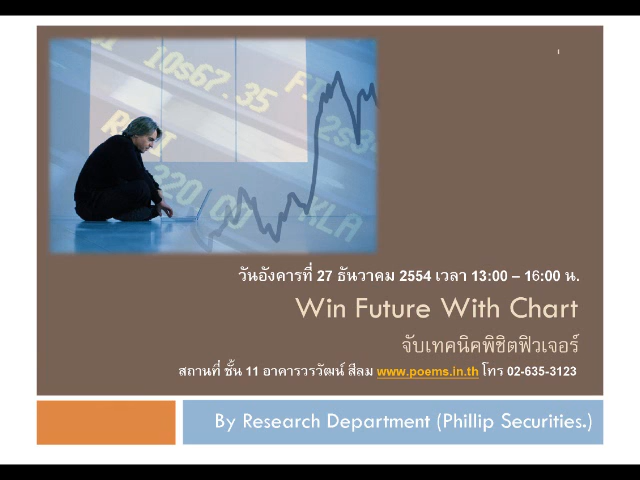 10s67.35
วันอังคารที่ 27 ธันวาคม 2554 เวลา 13:00 – 16:00 น.
Win Future With Chart
จับเทคนิคพิชิตฟิวเจอร์
สถานที่ ชั้น 11 อาคารวรวัฒน์ สีลม www.poems.in.th โทร 02-635-3123
By Research Department (Phillip Securities.)